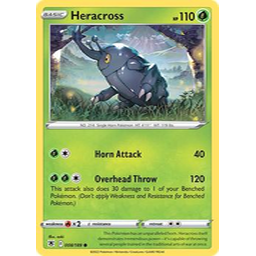 BASIC Heracross HP 110
NO. 214 Single Horn Pokémon HT: 4'11" WT: 119 lbs.
Horn Attack 40
Overhead Throw 120
This attack also does 30 damage to 1 of your Benched
Pokémon. (Don't apply Weakness and Resistance for Benched
Pokémon.)
weakness ×2 resistance retreat